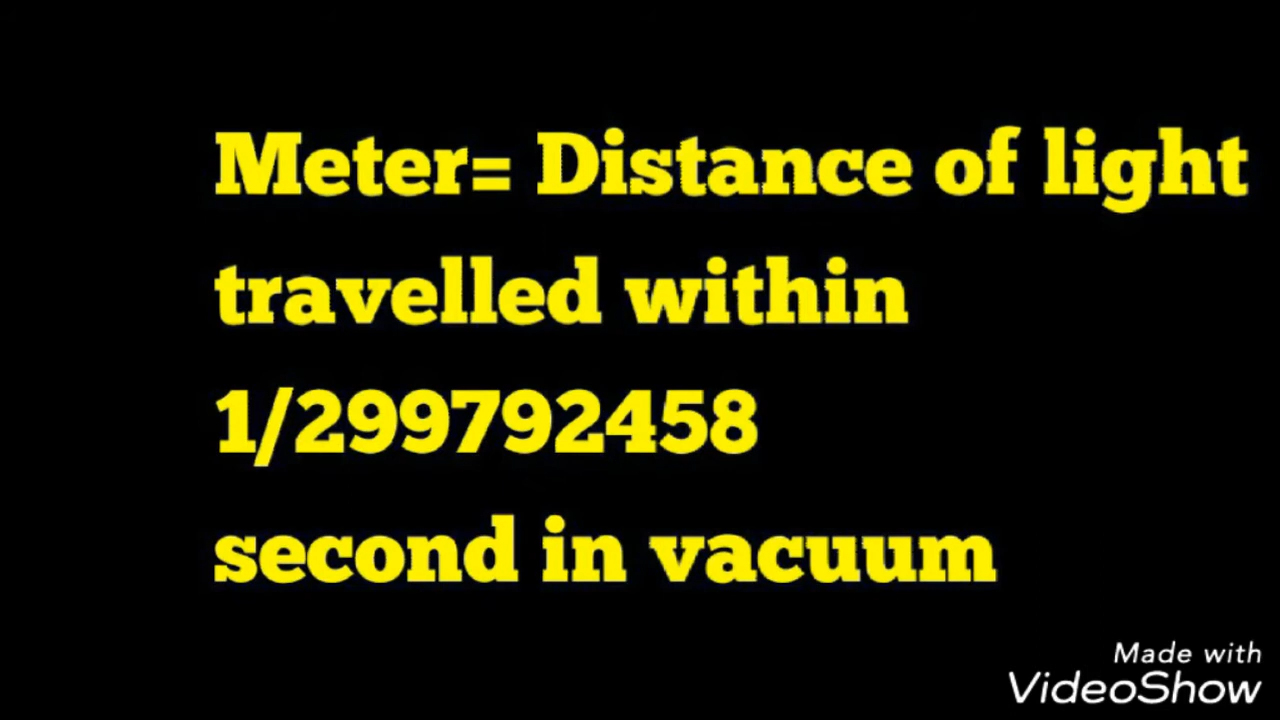 Meter= Distance of light
travelled within
1/299792458
second in vacuum
Made with
VideoShow